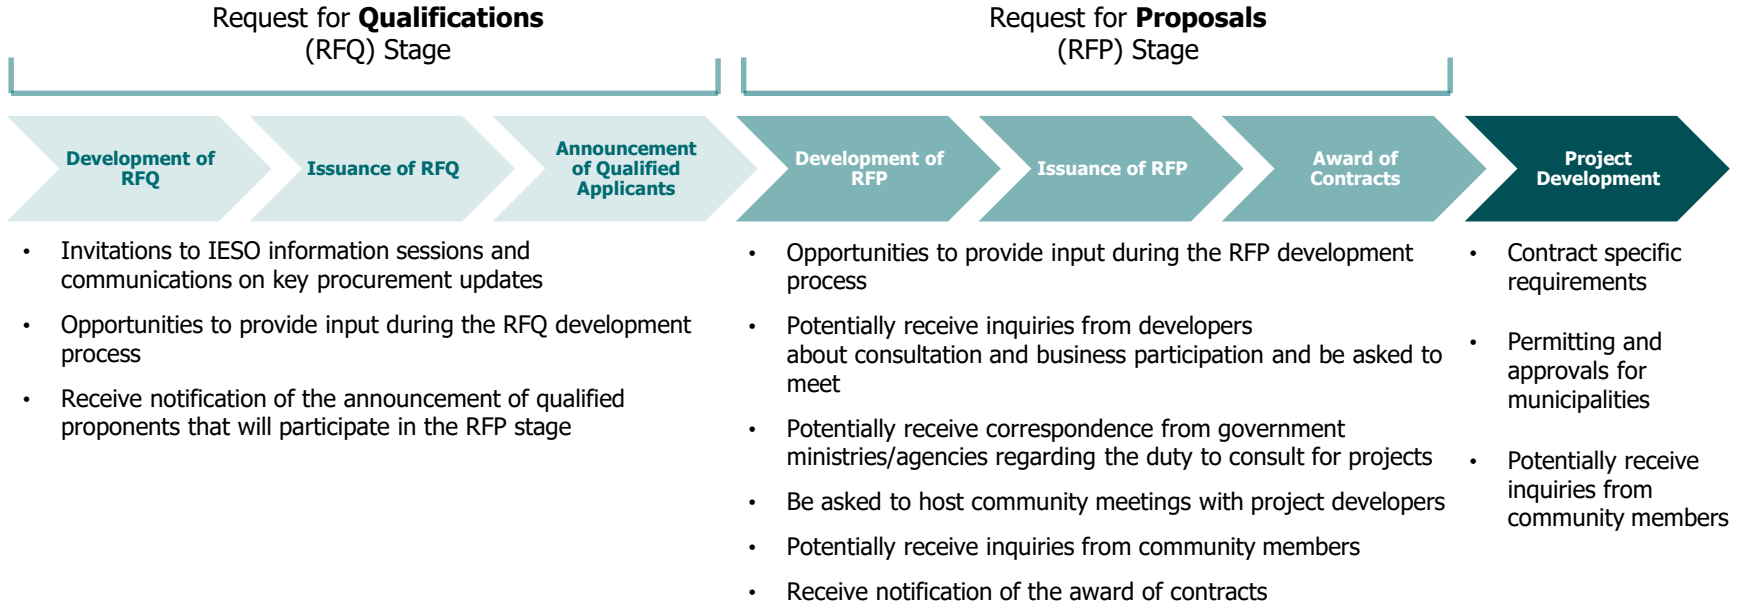 Request for Qualifications
(RFQ) Stage
Request for Proposals
(RFP) Stage
Development of
RFQ
Issuance of RFQ
Announcement
of Qualified
Applicants
Development of
RFP
Issuance of RFP
Award of
Contracts
Project
Development
• Invitations to IESO information sessions and
communications on key procurement updates
• Opportunities to provide input during the RFQ development
process
• Receive notification of the announcement of qualified
proponents that will participate in the RFP stage
• Opportunities to provide input during the RFP development
process
• Potentially receive inquiries from developers
about consultation and business participation and be asked to
meet
• Potentially receive correspondence from government
ministries/agencies regarding the duty to consult for projects
• Be asked to host community meetings with project developers
• Potentially receive inquiries from community members
• Receive notification of the award of contracts
• Contract specific
requirements
• Permitting and
approvals for
municipalities
• Potentially receive
inquiries from
community members